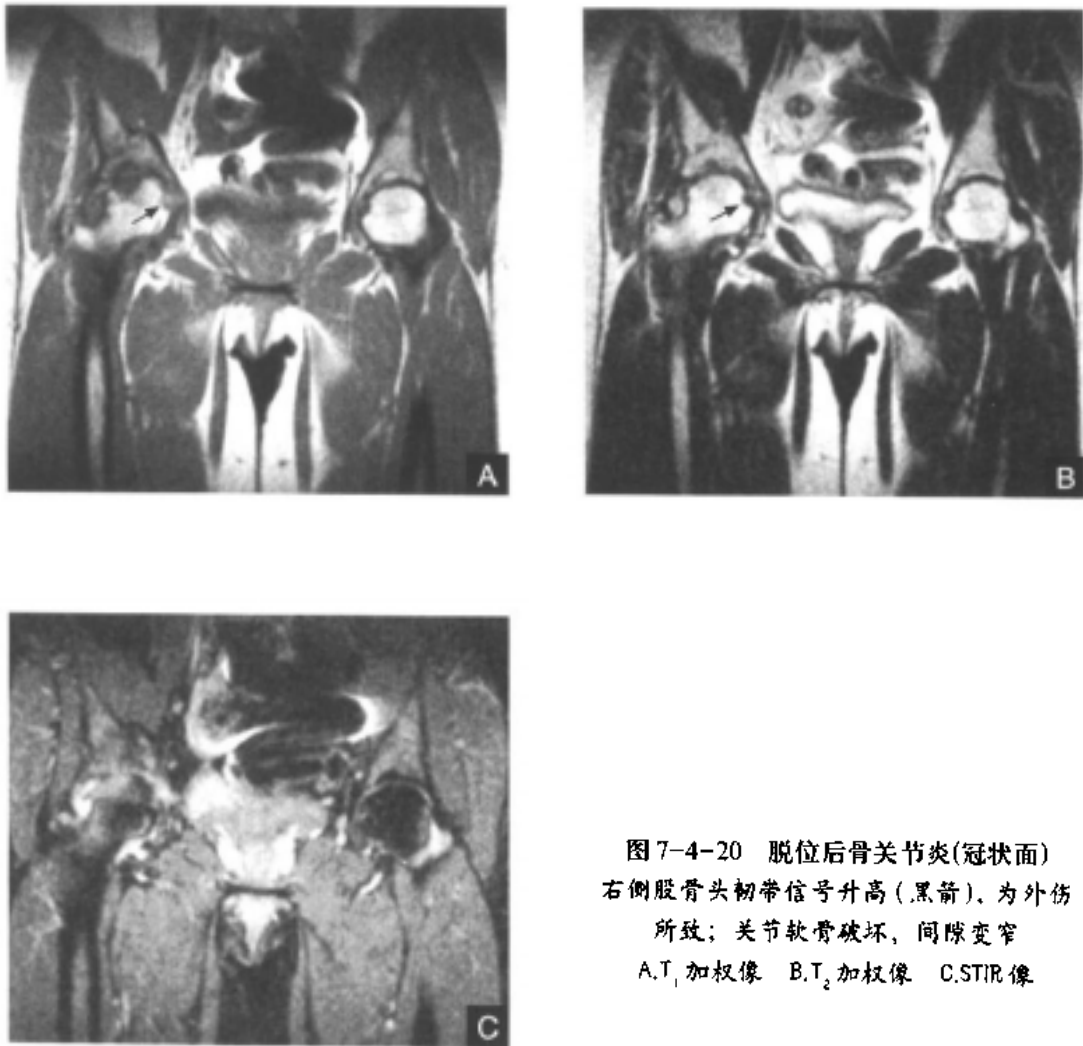 A
B
C
图 7-4-20 脱位后骨关节炎(冠状面)
右侧股骨头韧带信号升高(黑箭)，为外伤
所致；关节软骨破坏，间隙变窄
A.T₁加权像 B.T₂加权像 C.STIR像